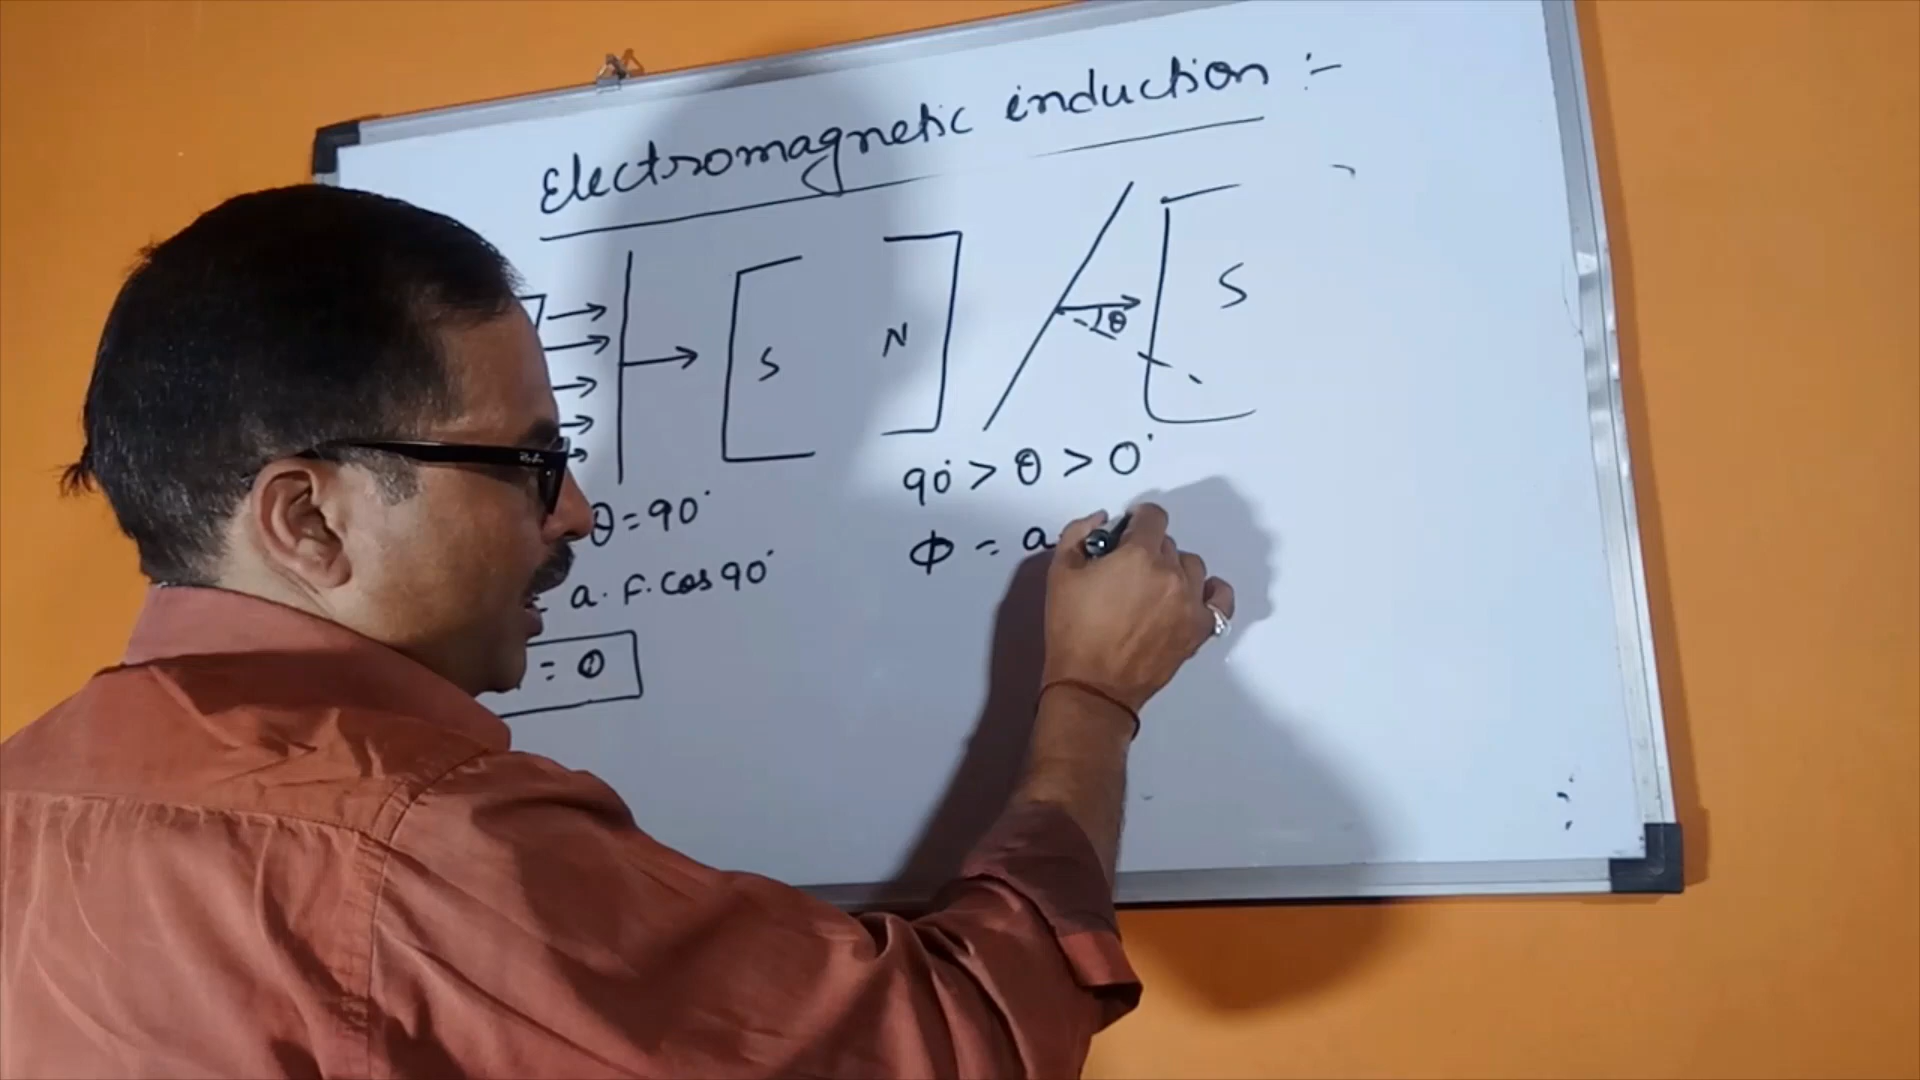 Electromagnetic induction :-
S
N
θ
S
θ = 90°
a. F. Cos 90°
= 0
90° > θ > 0°
ϕ = a.